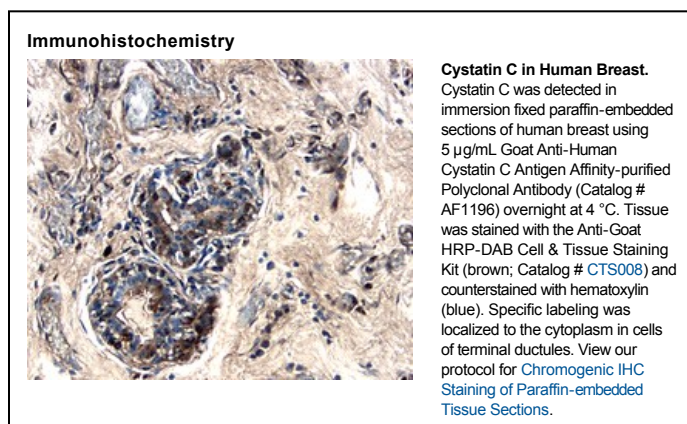 Immunohistochemistry
Cystatin C in Human Breast.
Cystatin C was detected in
immersion fixed paraffin-embedded
sections of human breast using
5 µg/mL Goat Anti-Human
Cystatin C Antigen Affinity-purified
Polyclonal Antibody (Catalog #
AF1196) overnight at 4 °C. Tissue
was stained with the Anti-Goat
HRP-DAB Cell & Tissue Staining
Kit (brown; Catalog # CTS008) and
counterstained with hematoxylin
(blue). Specific labeling was
localized to the cytoplasm in cells
of terminal ductules. View our
protocol for Chromogenic IHC
Staining of Paraffin-embedded
Tissue Sections.